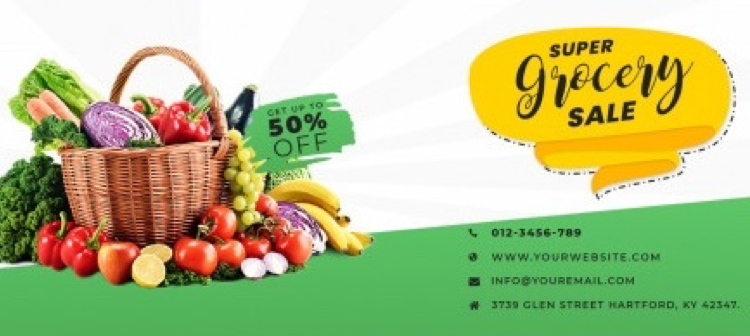 SUPER
Grocery
SALE
GET UP TO
50%
OFF
012-3456-789
WWW.YOURWEBSITE.COM
INFO@YOUREMAIL.COM
3739 GLEN STREET HARTFORD, KY 42347.